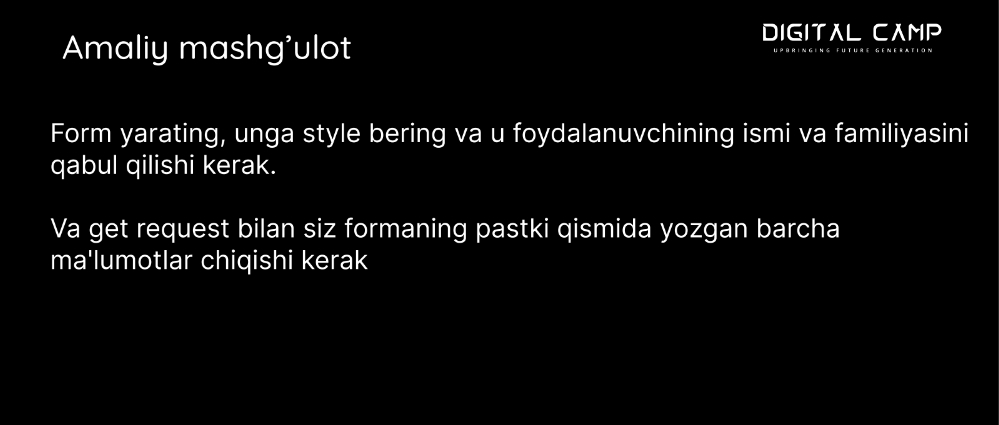 Amaliy mashg’ulot
DIGITAL CAMP
UPBRINGING FUTURE GENERATION
Form yarating, unga style bering va u foydalanuvchining ismi va familiyasini
qabul qilishi kerak.
Va get request bilan siz formaning pastki qismida yozgan barcha
ma'lumotlar chiqishi kerak